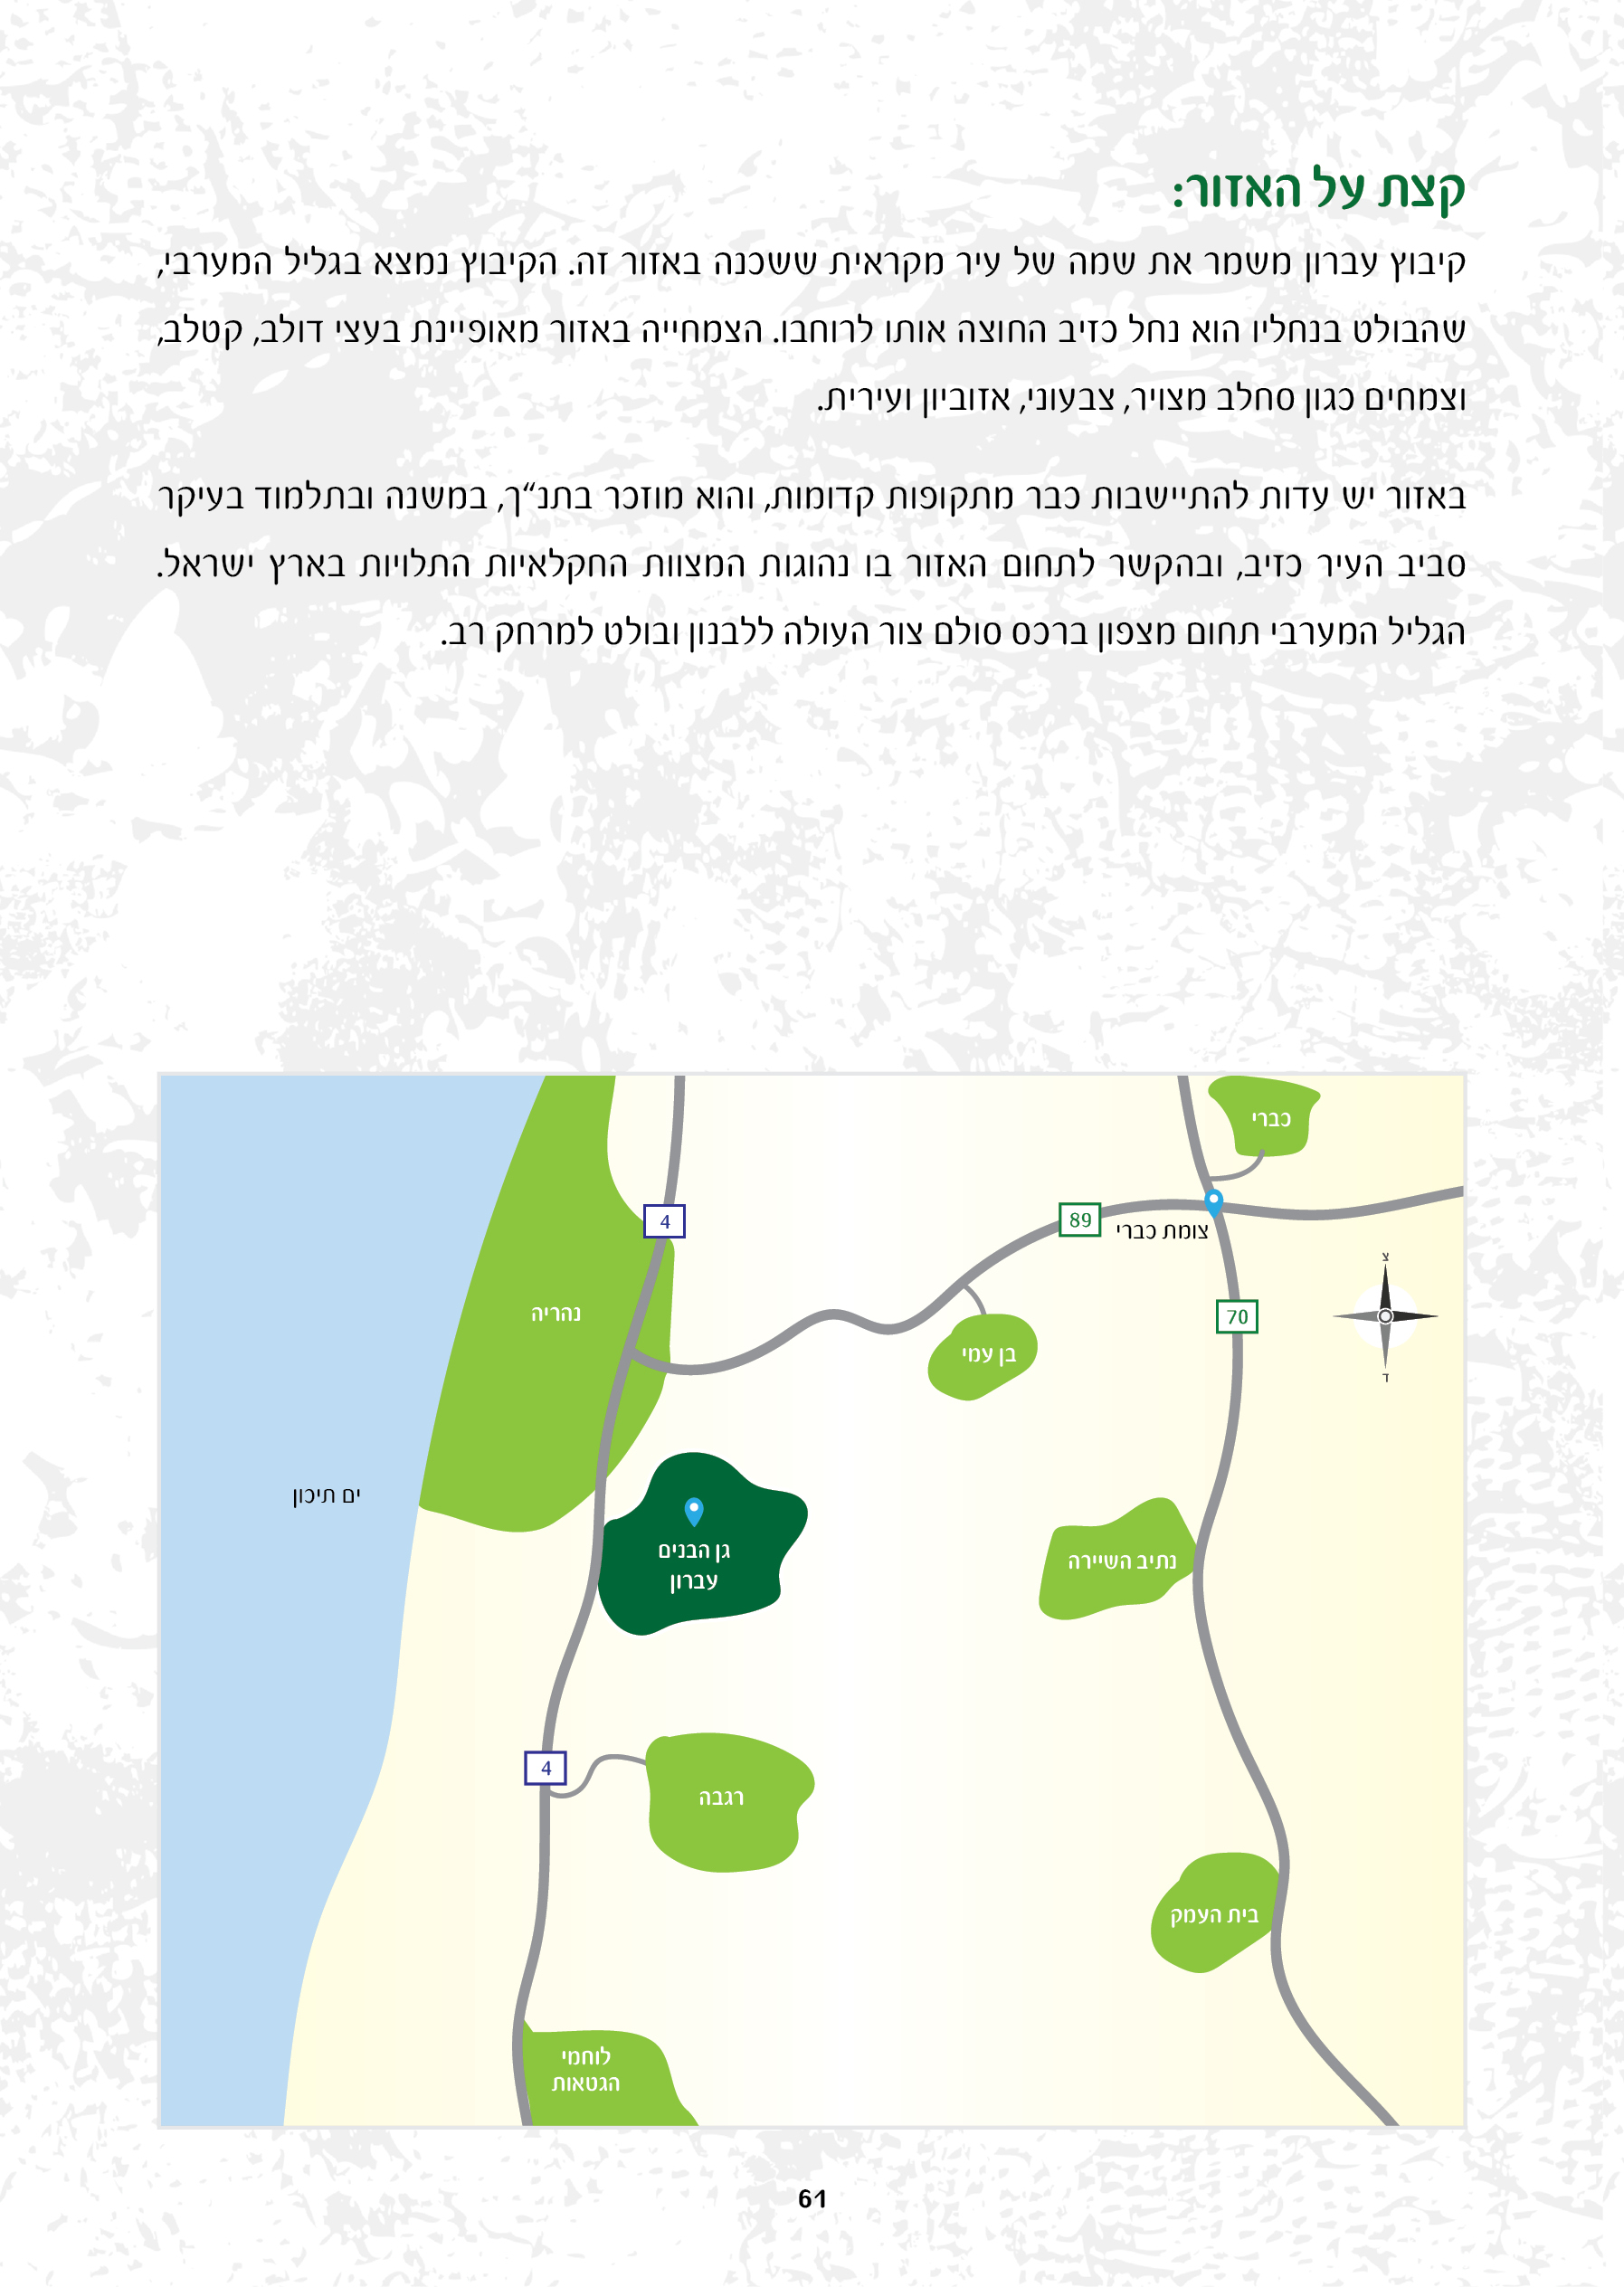 קצת על האזור:
קיבוץ עברון משמר את שמה של עיר מקראית ששכנה באזור זה. הקיבוץ נמצא בגליל המערבי,
שהבולט בנחליו הוא נחל כזיב החוצה אותו לרוחבו. הצמחייה באזור מאופיינת בעצי דולב, קטלב,
וצמחים כגון סחלב מצויר, צבעוני, אזוביון ועירית.
באזור יש עדות להתיישבות כבר מתקופות קדומות, והוא מוזכר בתנ“ך, במשנה ובתלמוד בעיקר
סביב העיר כזיב, ובהקשר לתחום האזור בו נהוגות המצוות החקלאיות התלויות בארץ ישראל.
הגליל המערבי תחום מצפון ברכס סולם צור העולה ללבנון ובולט למרחק רב.
כברי
4
89
צומת כברי
צ
נהריה
70
בן עמי
ד
ים תיכון
גן הבנים
עברון
נתיב השיירה
4
רגבה
בית העמק
לוחמי
הגטאות
61